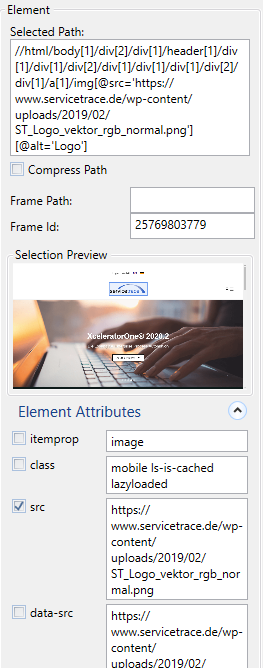 Element
Selected Path:
//html/body[1]/div[2]/div[1]/header[1]/div
[1]/div[1]/div[2]/div[1]/div[1]/div[1]/div[2]/
div[1]/a[1]/img[@src='https://
www.servicetrace.de/wp-content/
uploads/2019/02/
ST_Logo_vektor_rgb_normal.png']
[@alt='Logo']
Compress Path
Frame Path:
Frame Id:
25769803779
Selection Preview
XceleratorOne® 2020.2
Element Attributes
itemprop
image
class
mobile ls-is-cached
lazyloaded
src
https://
www.servicetrace.de/wp-
content/
uploads/2019/02/
ST_Logo_vektor_rgb_nor
mal.png
data-src
https://
www.servicetrace.de/wp-
content/
uploads/2019/02/